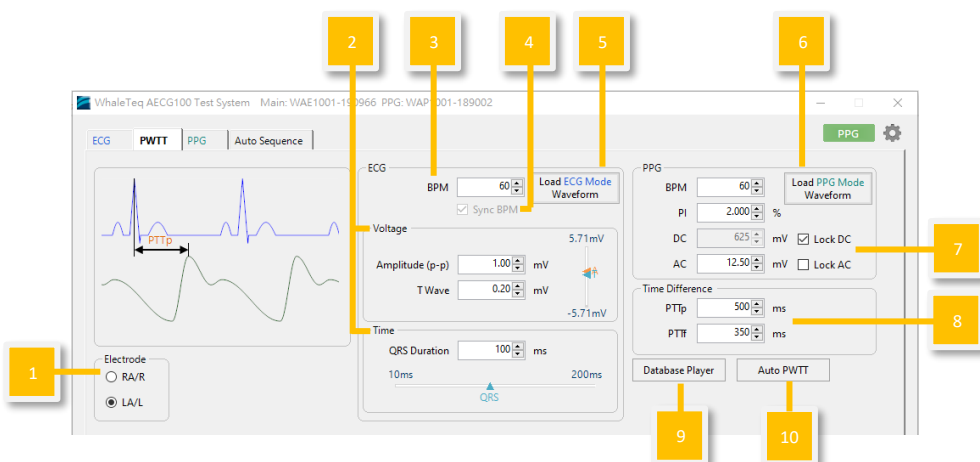 2
3
4
5
6
WhaleTeq AECG100 Test System Main: WAE1001-190966 PPG: WAP1001-189002
ECG
PWTT
PPG
Auto Sequence
PPG
PTTp
Electrode
RA/R
LA/L
1
ECG
BPM 60
Load ECG Mode
Waveform
Sync BPM
Voltage
5.71mV
Amplitude (p-p) 1.00 mV
T Wave 0.20 mV
-5.71mV
Time
QRS Duration 100 ms
10ms 200ms
QRS
PPG
BPM 60
Load PPG Mode
Waveform
PI 2.000 %
DC 625 mV Lock DC
AC 12.50 mV Lock AC
7
Time Difference
PTTp 500 ms
PTTf 350 ms
8
Database Player
Auto PWTT
9
10